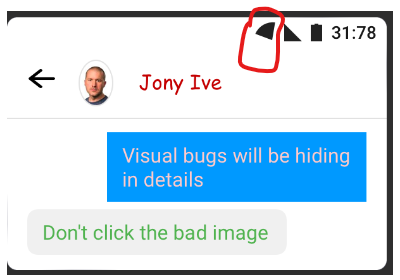 31:78
Jony Ive
Visual bugs will be hiding
in details
Don't click the bad image